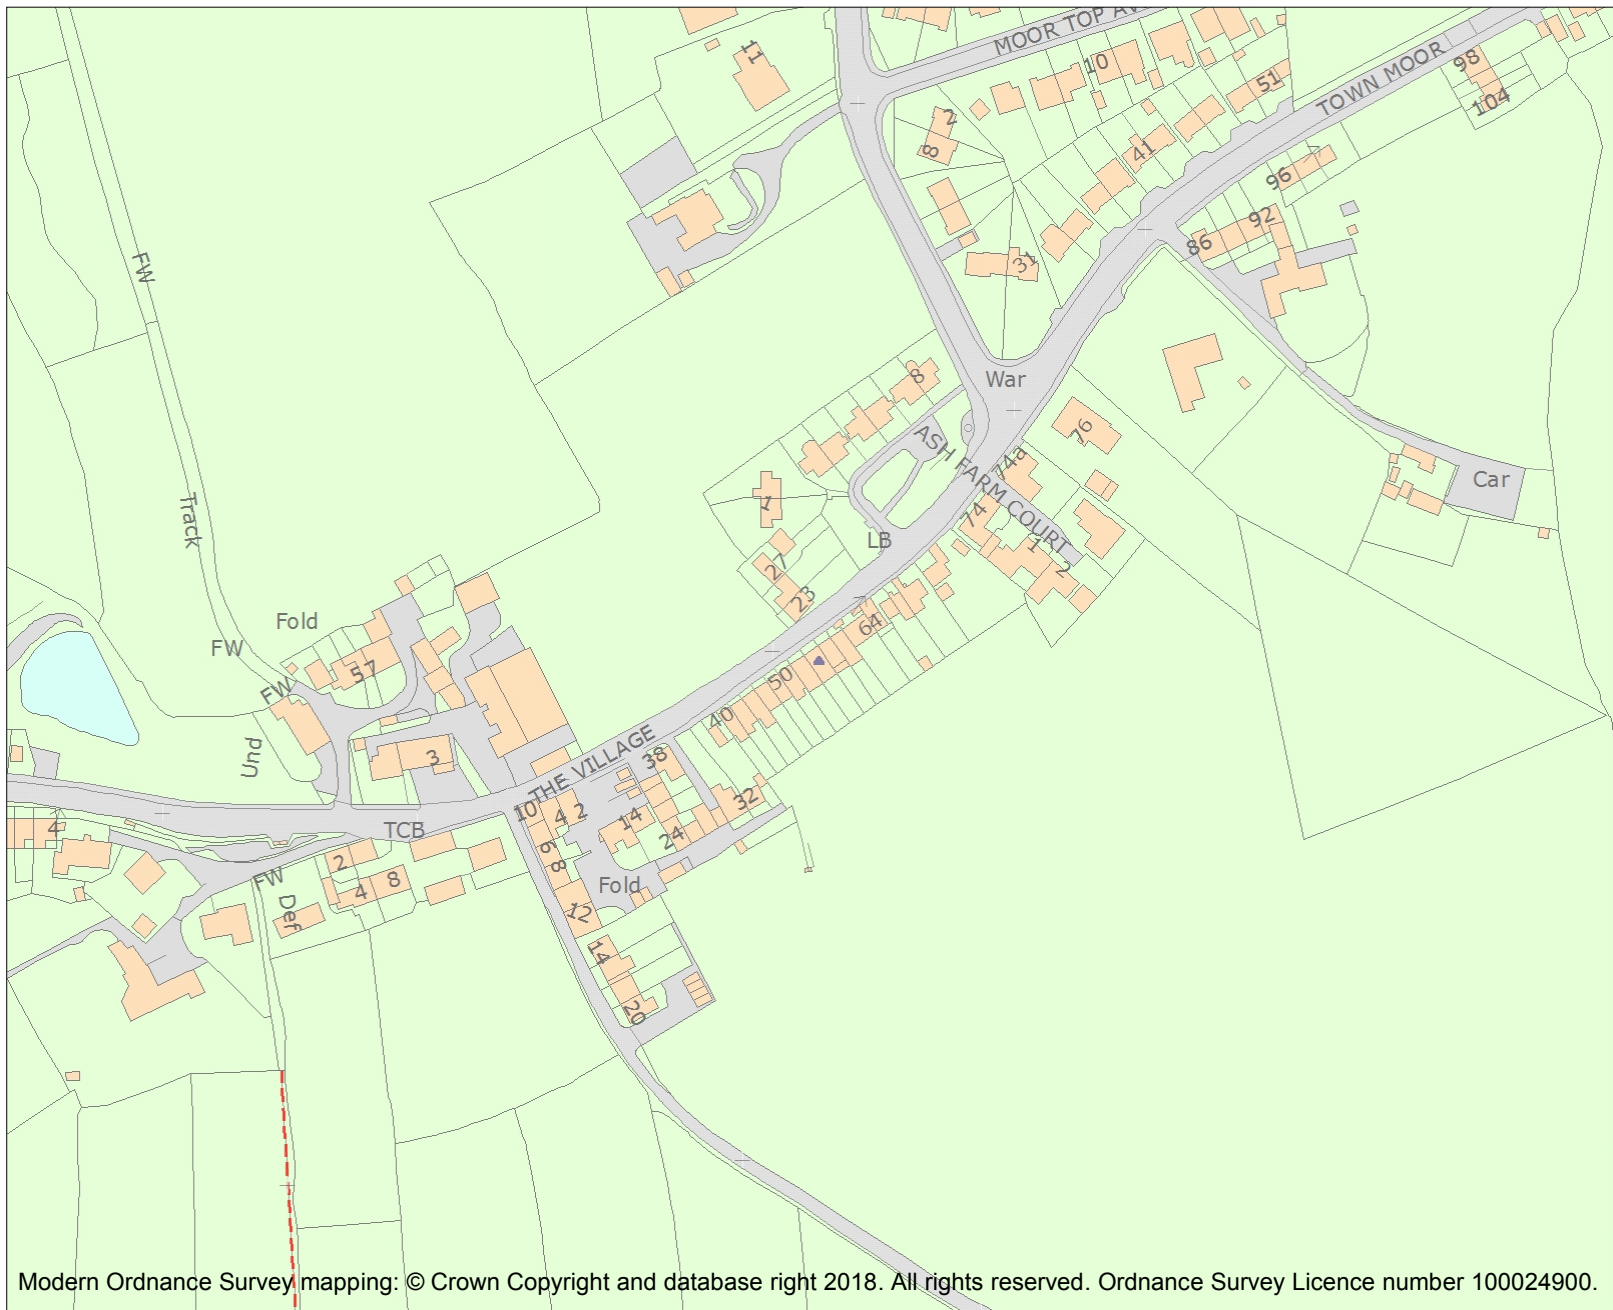 MOOR TOP AV
11
10
51
TOWN MOOR
98
104
2
8
41
96
92
86
31
FW
War
8
76
ASH FARM COURT
74a
74
1
2
Car
Track
1
LB
27
23
64
50
40
Fold
FW
57
FW
Und
3
THE VILLAGE
38
32
10
4
2
14
24
TCB
4
6
8
2
4
8
FW
Def
Fold
12
14
20
Modern Ordnance Survey mapping: © Crown Copyright and database right 2018. All rights reserved. Ordnance Survey Licence number 100024900.